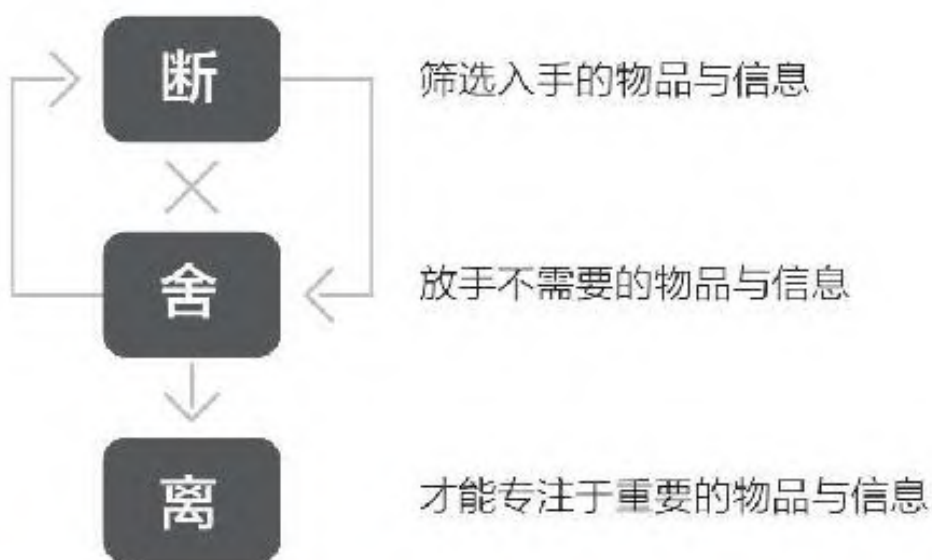 断
筛选入手的物品与信息
舍
放手不需要的物品与信息
离
才能专注于重要的物品与信息